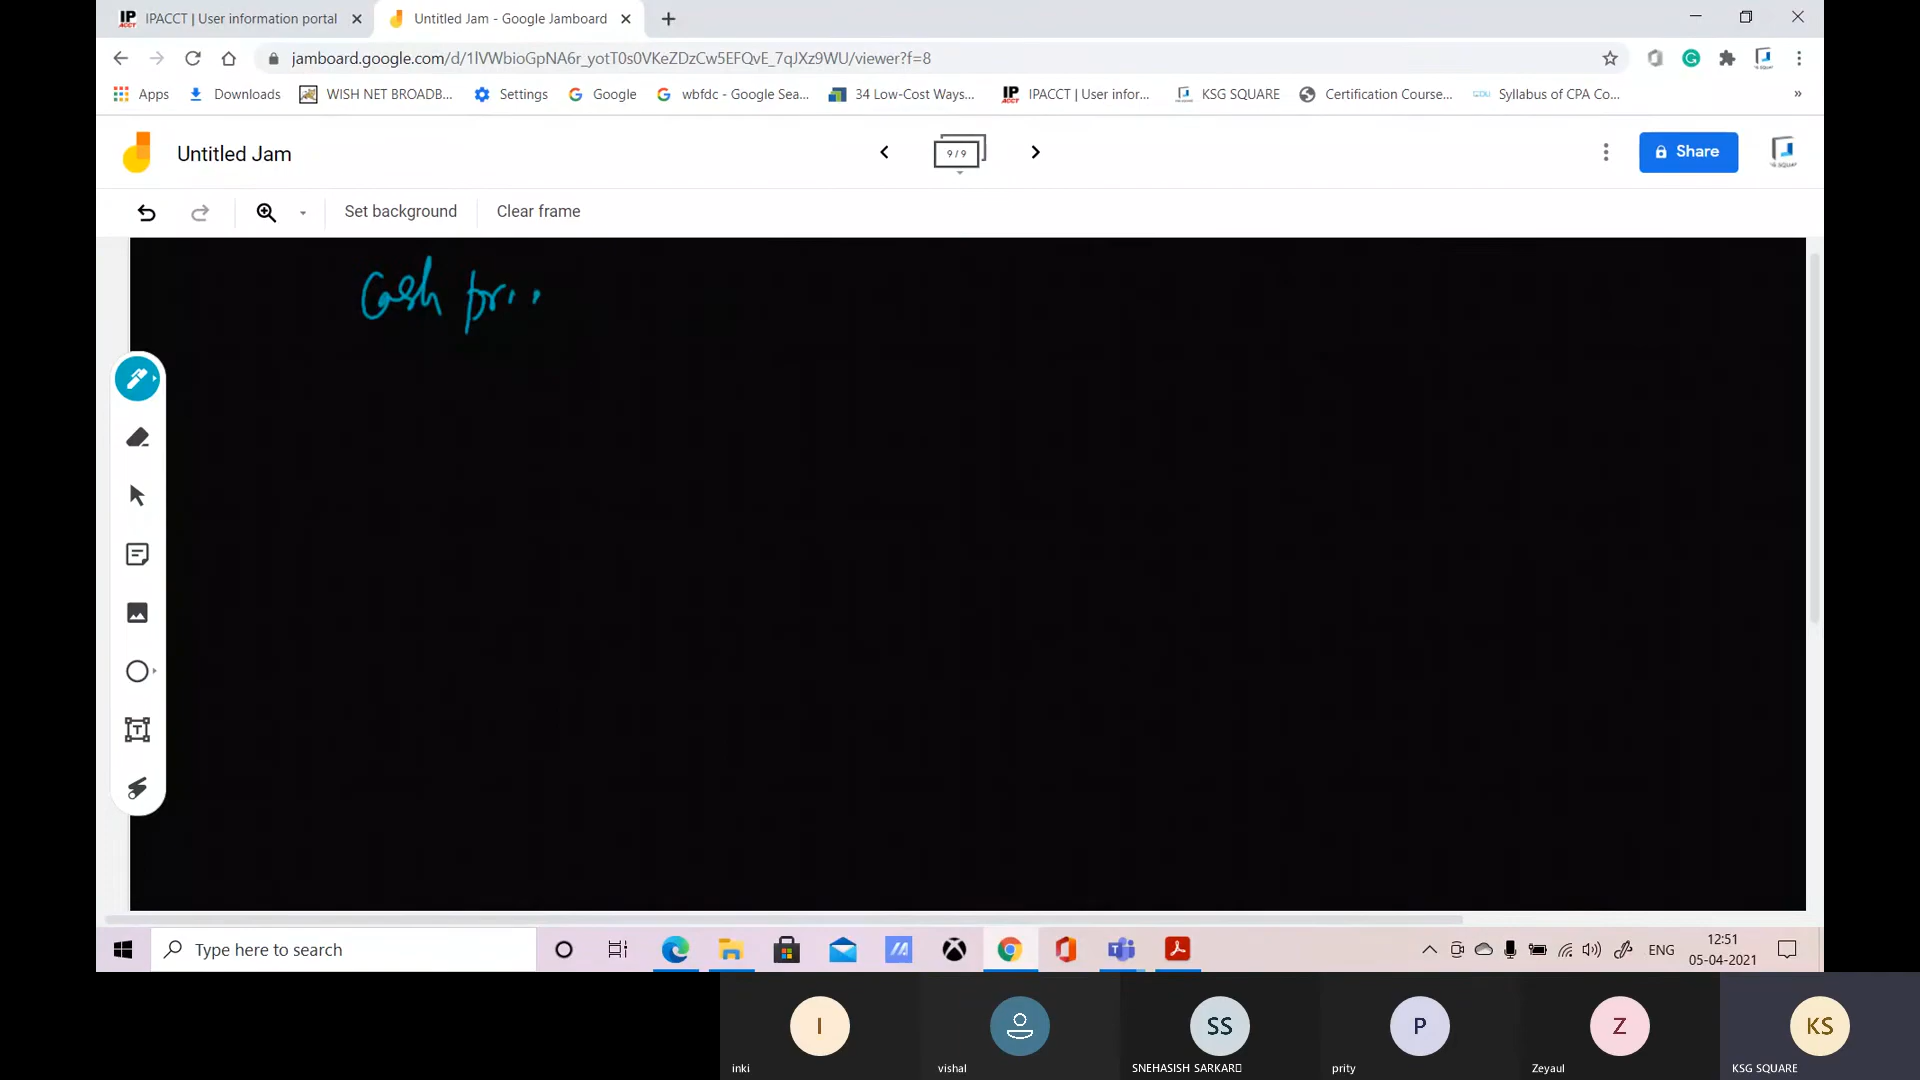 IPACCT | User information portal
Untitled Jam - Google Jamboard
jamboard.google.com/d/1lVWbioGpNA6r_yotT0s0VKeZDzCw5EFQvE_7qJXz9WU/viewer?f=8
Apps
Downloads
WISH NET BROADB...
Settings
Google
wbfdc - Google Sea...
34 Low-Cost Ways...
IPACCT | User infor...
KSG SQUARE
Certification Course...
Syllabus of CPA Co...
»
Untitled Jam
9 / 9
Share
Set background
Clear frame
Cash
Type here to search
ENG
12:51
05-04-2021
I
SS
P
Z
KS
inki
vishal
SNEHASISH SARKAR
prity
Zeyaul
KSG SQUARE